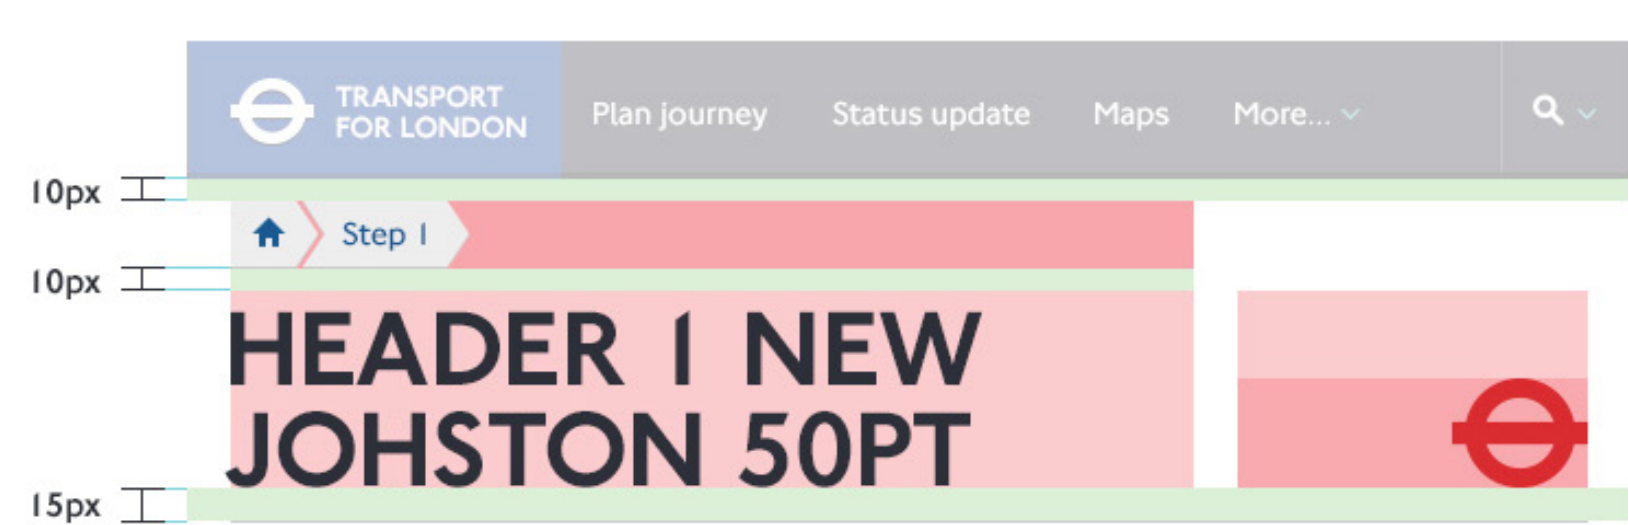 TRANSPORT
FOR LONDON
Plan journey
Status update
Maps
More...
10px
Step 1
10px
HEADER 1 NEW
JOHSTON 50PT
15px